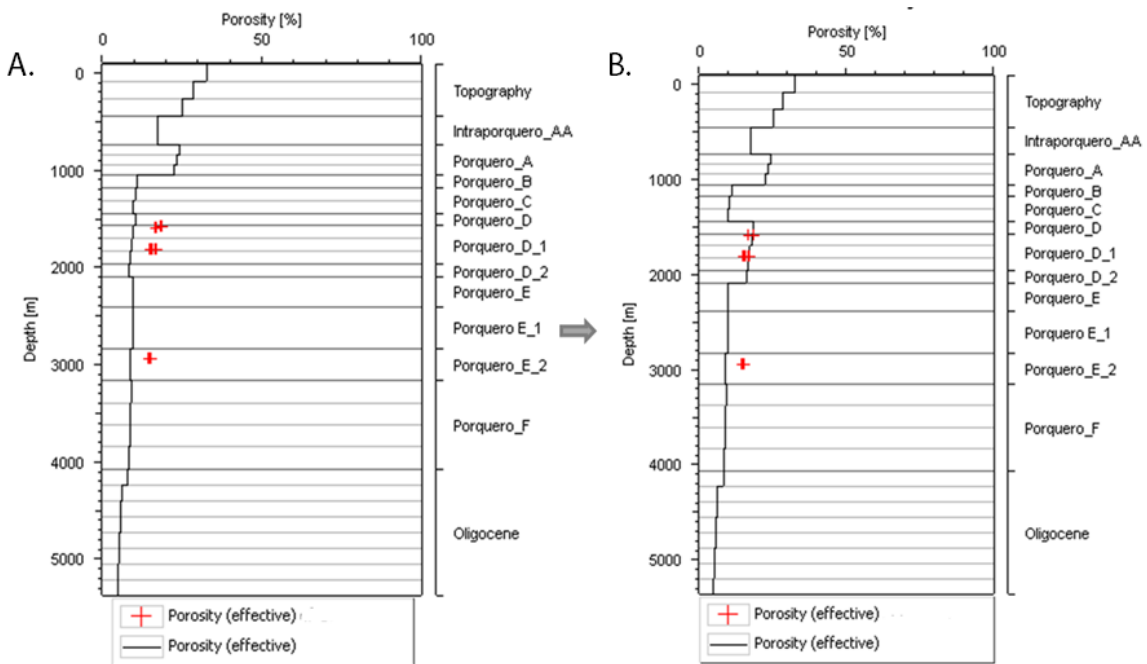 A.
Porosity [%]
0 50 100
Depth [m]
0
1000
2000
3000
4000
5000
Topography
Intraporquero_AA
Porquero_A
Porquero_B
Porquero_C
Porquero_D
Porquero_D_1
Porquero_D_2
Porquero_E
Porquero E_1
Porquero_E_2
Porquero_F
Oligocene
Porosity (effective)
Porosity (effective)
B.
Porosity [%]
0 50 100
Depth [m]
0
1000
2000
3000
4000
5000
Topography
Intraporquero_AA
Porquero_A
Porquero_B
Porquero_C
Porquero_D
Porquero_D_1
Porquero_D_2
Porquero_E
Porquero E_1
Porquero_E_2
Porquero_F
Oligocene
Porosity (effective)
Porosity (effective)